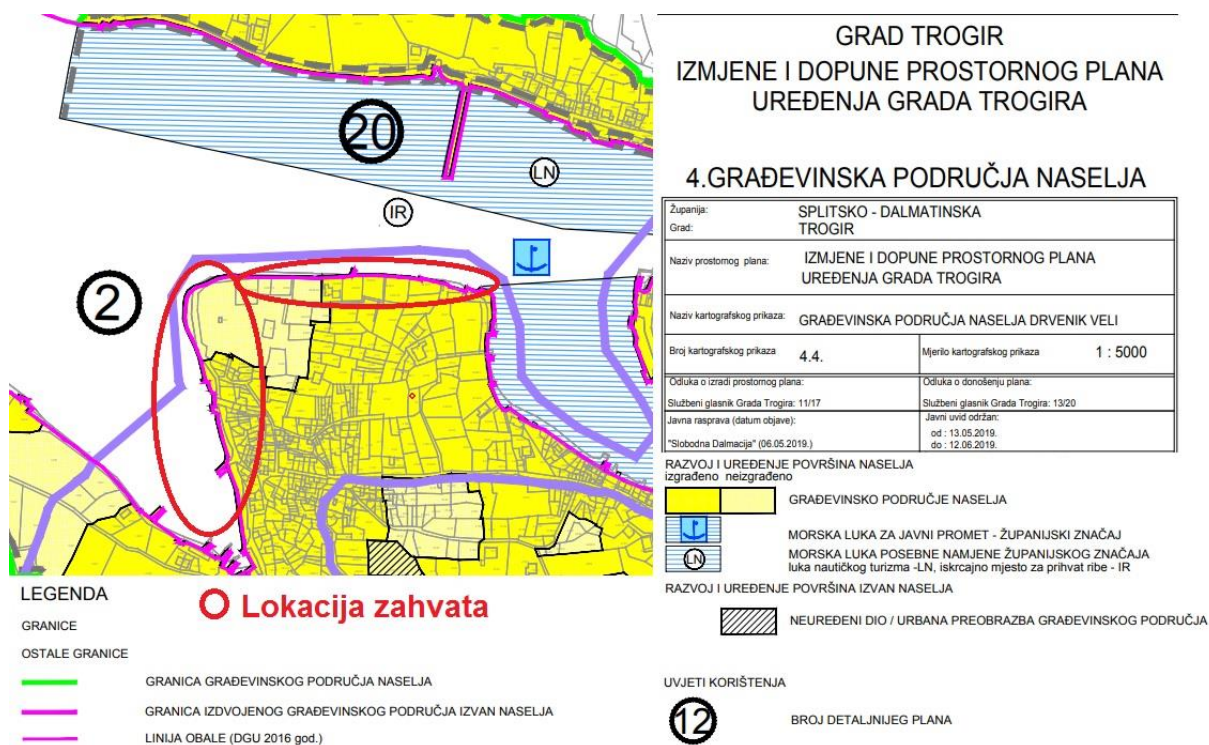 20
LN
IR
2
GRAD TROGIR
IZMJENE I DOPUNE PROSTORNOG PLANA
UREĐENJA GRADA TROGIRA
4.GRAĐEVINSKA PODRUČJA NASELJA
Županija: SPLITSKO - DALMATINSKA
Grad: TROGIR
Naziv prostornog plana: IZMJENE I DOPUNE PROSTORNOG PLANA
UREĐENJA GRADA TROGIRA
Naziv kartografskog prikaza: GRAĐEVINSKA PODRUČJA NASELJA DRVENIK VELI
Broj kartografskog prikaza 4.4. Mjerilo kartografskog prikaza 1 : 5000
Odluka o izradi prostornog plana:
Službeni glasnik Grada Trogira: 11/17
Odluka o donošenju plana:
Službeni glasnik Grada Trogira: 13/20
Javna rasprava (datum objave):
"Slobodna Dalmacija" (06.05.2019.)
Javni uvid održan:
od : 13.05.2019.
do : 12.06.2019.
RAZVOJ I UREĐENJE POVRŠINA NASELJA
izgrađeno neizgrađeno
GRAĐEVINSKO PODRUČJE NASELJA
MORSKA LUKA ZA JAVNI PROMET - ŽUPANIJSKI ZNAČAJ
LN
MORSKA LUKA POSEBNE NAMJENE ŽUPANIJSKOG ZNAČAJA
luka nautičkog turizma -LN, iskrcajno mjesto za prihvat ribe - IR
RAZVOJ I UREĐENJE POVRŠINA IZVAN NASELJA
NEUREĐENI DIO / URBANA PREOBRAZBA GRAĐEVINSKOG PODRUČJA
UVJETI KORIŠTENJA
12
BROJ DETALJNIJEG PLANA
LEGENDA
Lokacija zahvata
GRANICE
OSTALE GRANICE
GRANICA GRAĐEVINSKOG PODRUČJA NASELJA
GRANICA IZDVOJENOG GRAĐEVINSKOG PODRUČJA IZVAN NASELJA
LINIJA OBALE (DGU 2016 god.)